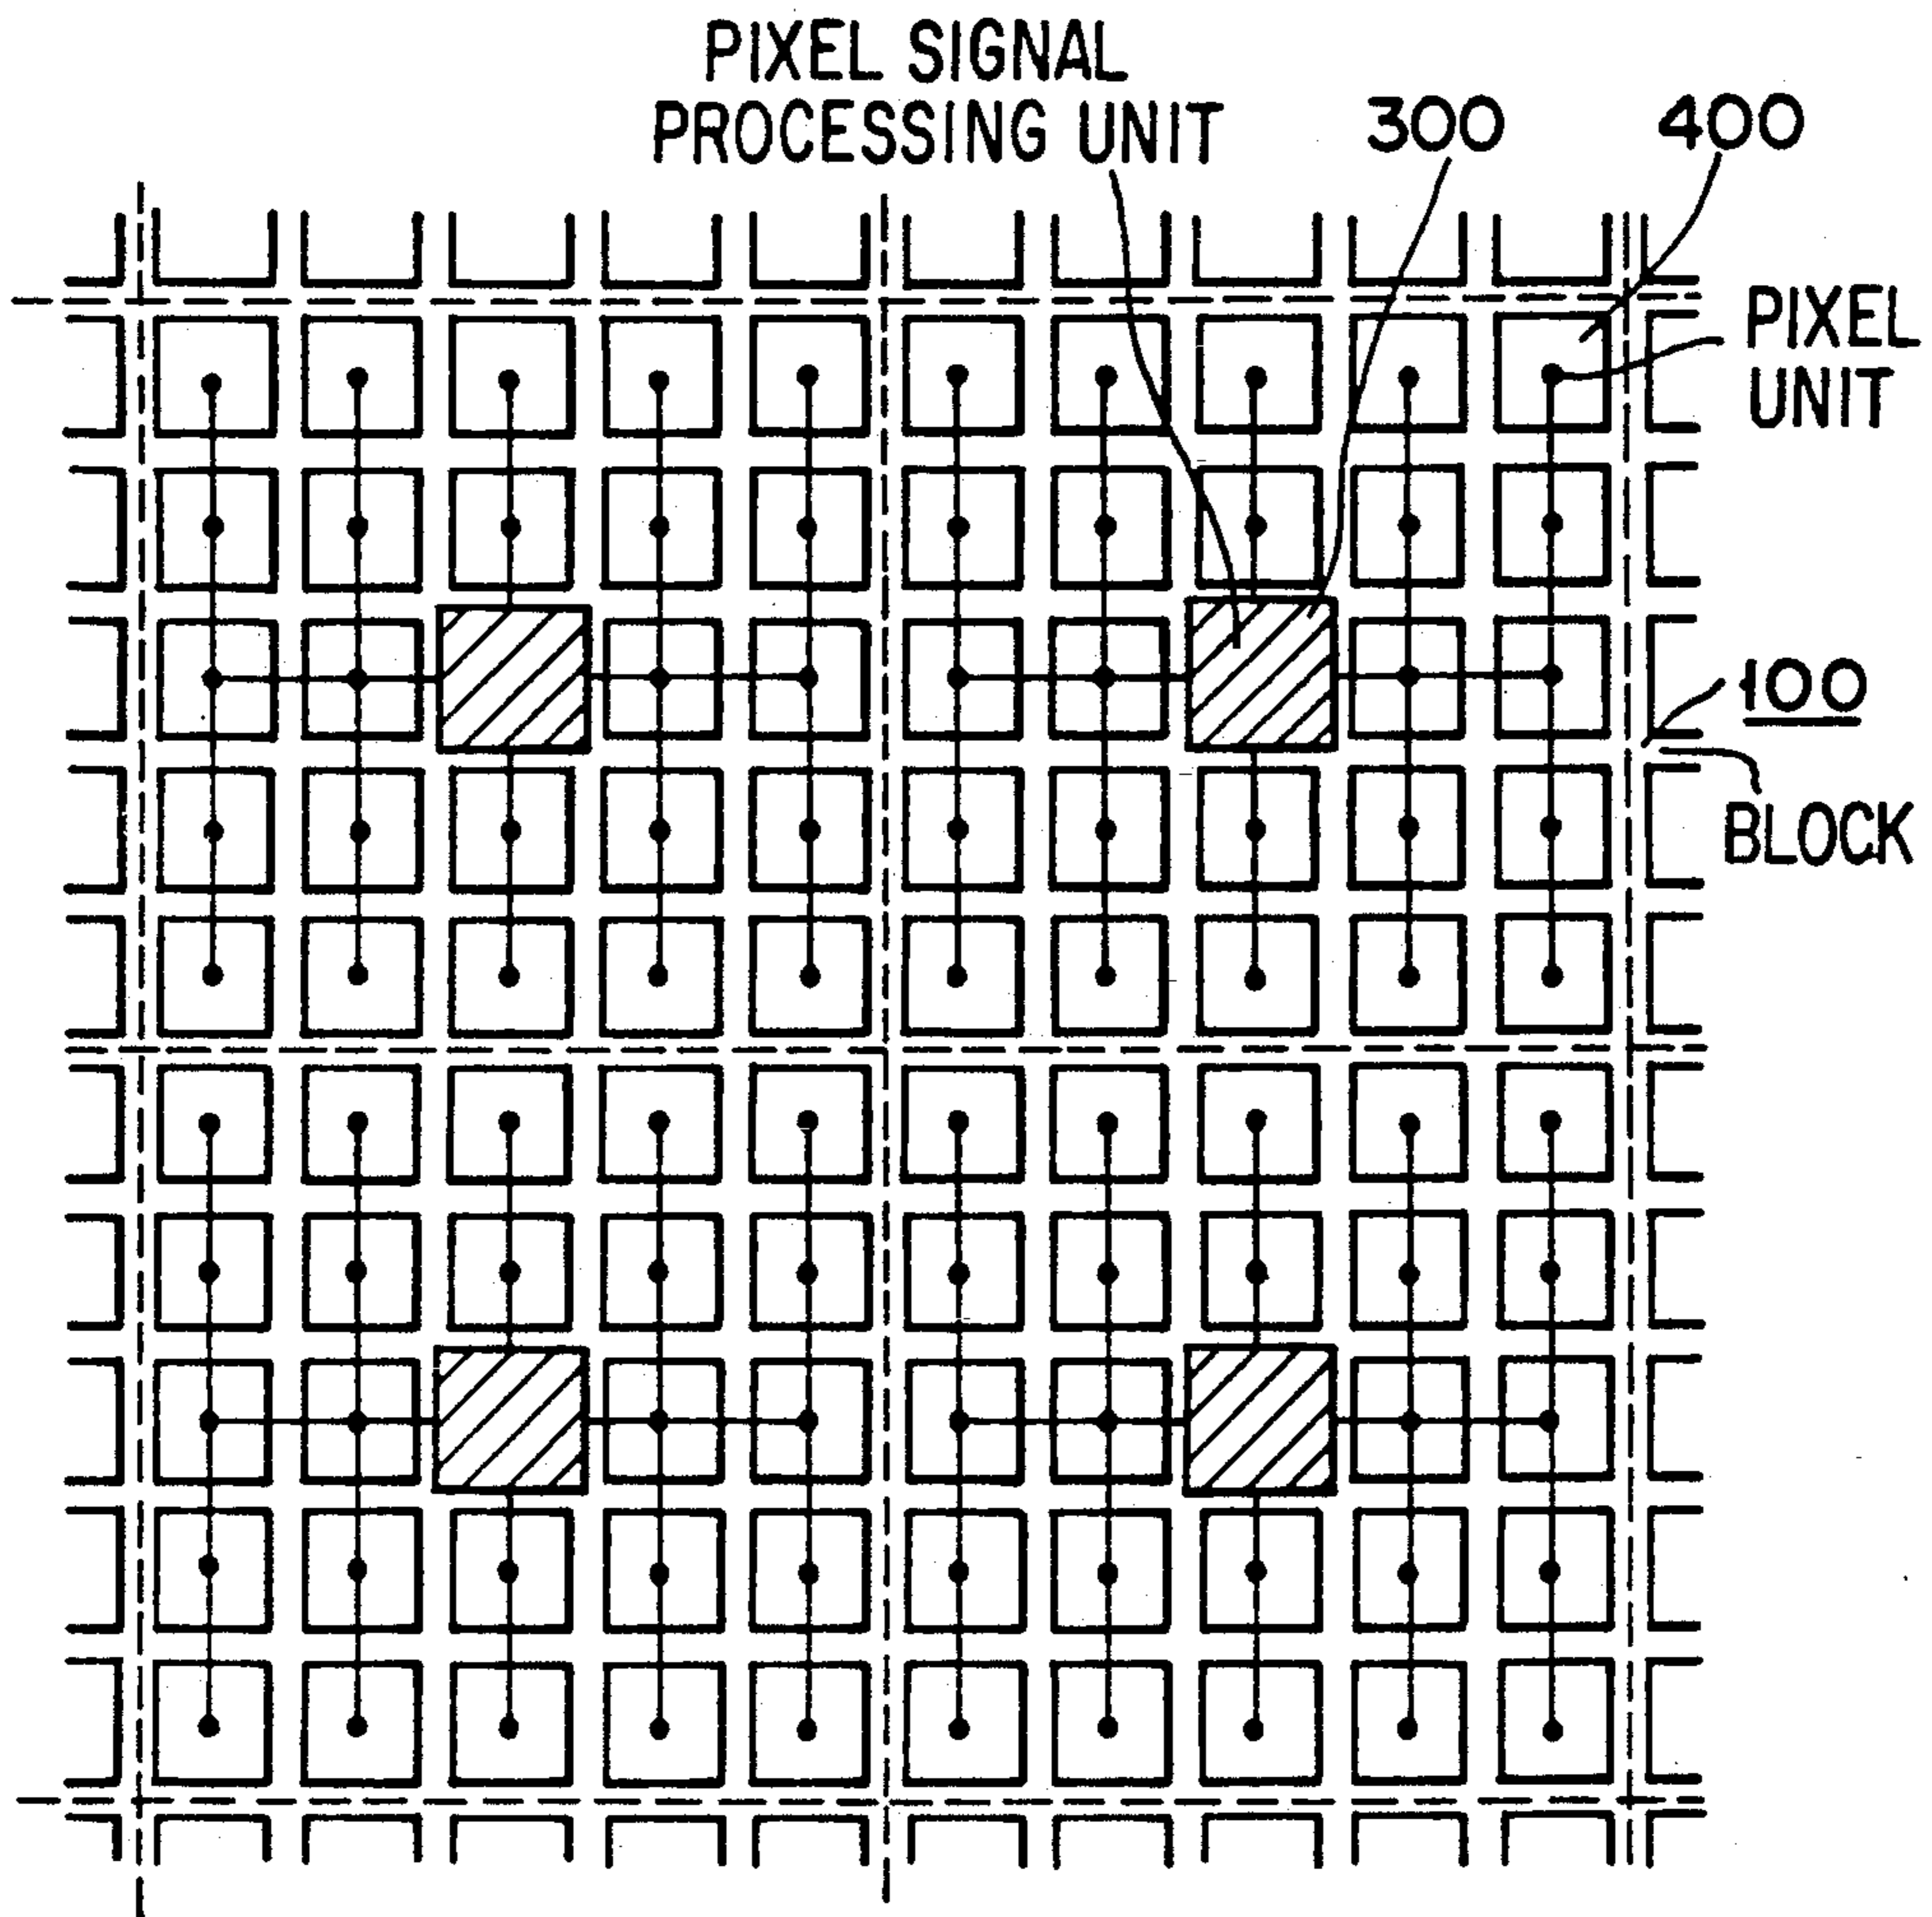 PIXEL SIGNAL
PROCESSING UNIT
300
400
PIXEL
UNIT
100
BLOCK